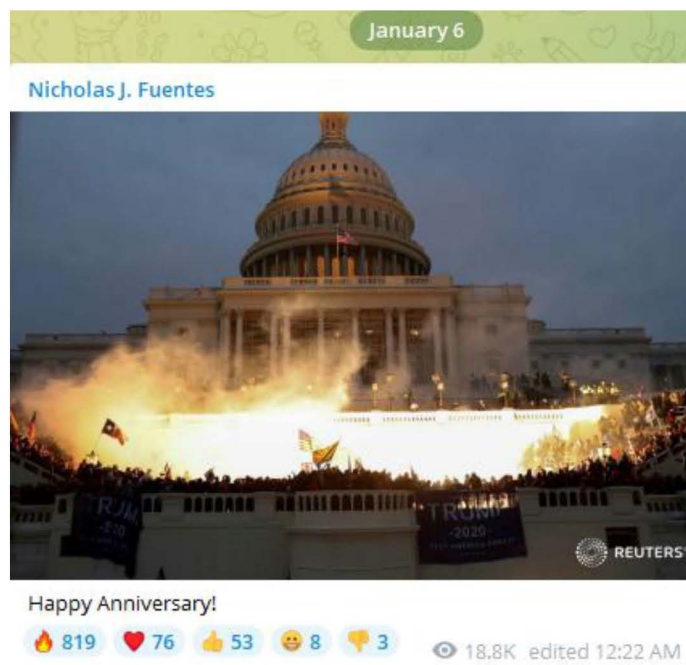 January 6
Nicholas J. Fuentes
TRUMP
-2020-
TRUMP
-2020-
REUTERS
Happy Anniversary!
819 76 53 8 3 18.8K edited 12:22 AM